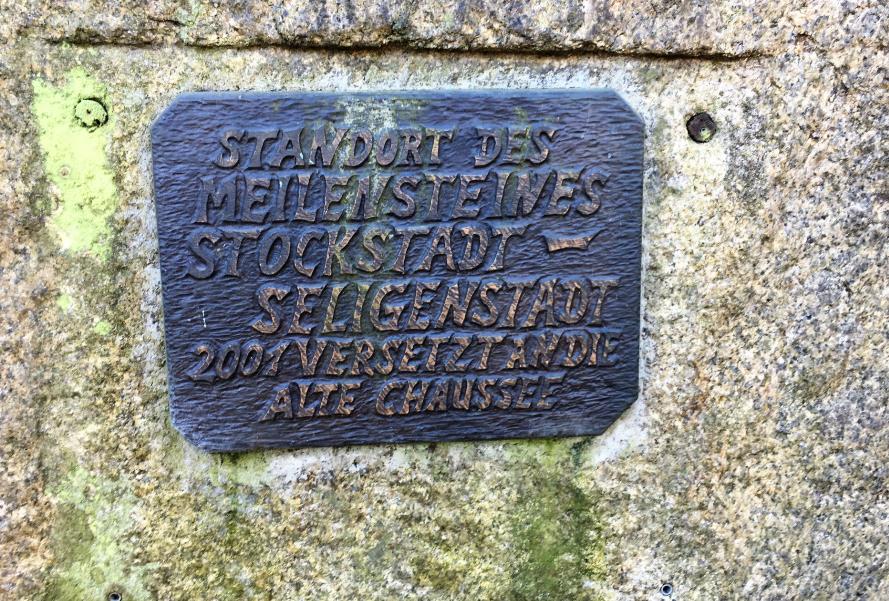 STANDORT DES
MEILENSTEINES
STOCKSTADT –
SELIGENSTADT
2001 VERSETZT AN DIE
ALTE CHAUSSEE